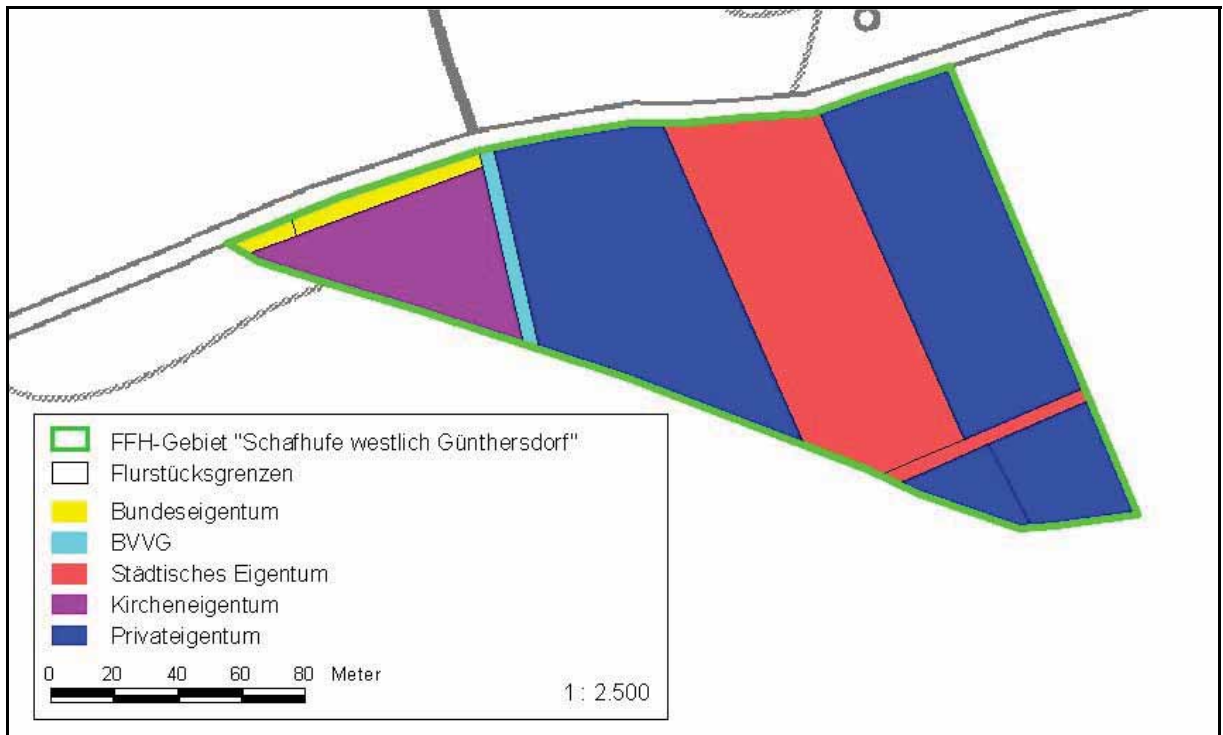 FFH-Gebiet "Schafhufe westlich Günthersdorf"
Flurstücksgrenzen
Bundeseigentum
BVVG
Städtisches Eigentum
Kircheneigentum
Privateigentum
0 20 40 60 80 Meter
1 : 2.500